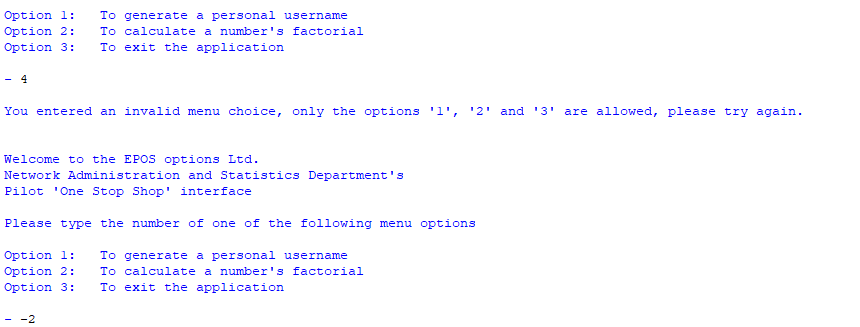 Option 1:   To generate a personal username
Option 2:   To calculate a number's factorial
Option 3:   To exit the application
- 4
You entered an invalid menu choice, only the options '1', '2' and '3' are allowed, please try again.
Welcome to the EPOS options Ltd.
Network Administration and Statistics Department's
Pilot 'One Stop Shop' interface
Please type the number of one of the following menu options
Option 1:   To generate a personal username
Option 2:   To calculate a number's factorial
Option 3:   To exit the application
- -2